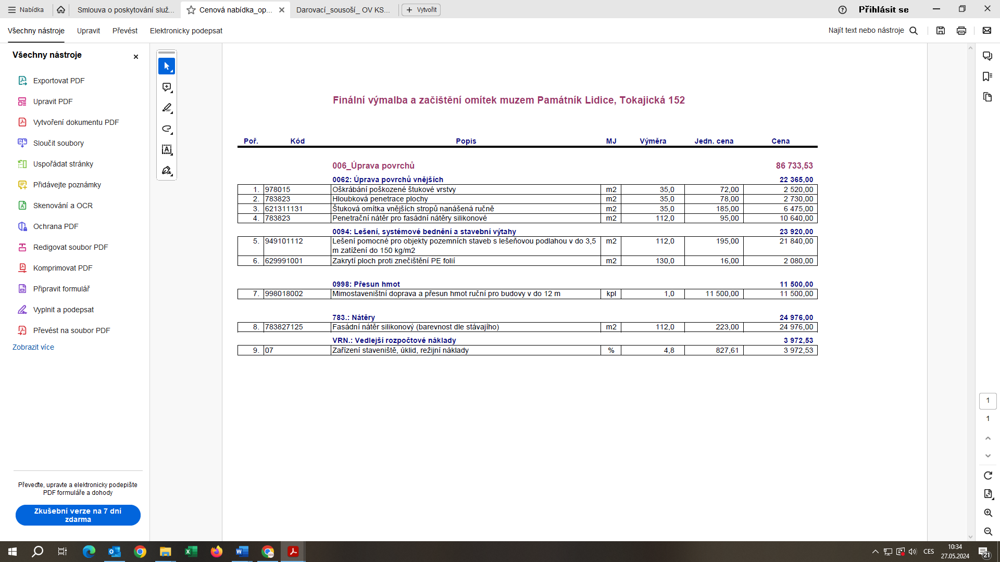 Nabídka
Smlouva o poskytování služ...
Cenová nabídka_op...
Darovací_sousoší_ OV KS...
Vytvořit
Přihlásit se
Všechny nástroje
Upravit
Převést
Elektronicky podepsat
Najít text nebo nástroje
Všechny nástroje
Exportovat PDF
Upravit PDF
Vytvoření dokumentu PDF
Sloučit soubory
Uspořádat stránky
Přidávejte poznámky
Skenování a OCR
Ochrana PDF
Redigovat soubor PDF
Komprimovat PDF
Připravit formulář
Vyplnit a podepsat
Převést na soubor PDF
Zobrazit více
Převeďte, upravte a elektronicky podepište
PDF formuláře a dohody
Zkušební verze na 7 dní
zdarma
Finální výmalba a začištění omítek muzem Památník Lidice, Tokajická 152
Poř. Kód Popis MJ Výměra Jedn. cena Cena
006_Úprava povrchů 86 733,53
0062: Úprava povrchů vnějších 22 365,00
1. 978015 Oškrábání poškozené štukové vrstvy m2 35,0 72,00 2 520,00
2. 783823 Hloubková penetrace plochy m2 35,0 78,00 2 730,00
3. 621311131 Štuková omítka vnějších stropů nanášená ručně m2 35,0 185,00 6 475,00
4. 783823 Penetrační nátěr pro fasádní nátěry silikonové m2 112,0 95,00 10 640,00
0094: Lešení, systémové bednění a stavební výtahy 23 920,00
5. 949101112 Lešení pomocné pro objekty pozemních staveb s lešeňovou podlahou v do 3,5 m2 112,0 195,00 21 840,00
m zatížení do 150 kg/m2
6. 629991001 Zakrytí ploch proti znečištění PE folií m2 130,0 16,00 2 080,00
0998: Přesun hmot 11 500,00
7. 998018002 Mimostaveništní doprava a přesun hmot ruční pro budovy v do 12 m kpl 1,0 11 500,00 11 500,00
783.: Nátěry 24 976,00
8. 783827125 Fasádní nátěr silikonový (barevnost dle stávajího) m2 112,0 223,00 24 976,00
VRN.: Vedlejší rozpočtové náklady 3 972,53
9. 07 Zařízení staveniště, úklid, režijní náklady % 4,8 827,61 3 972,53
1
1
CES
10:34
27.05.2024
21